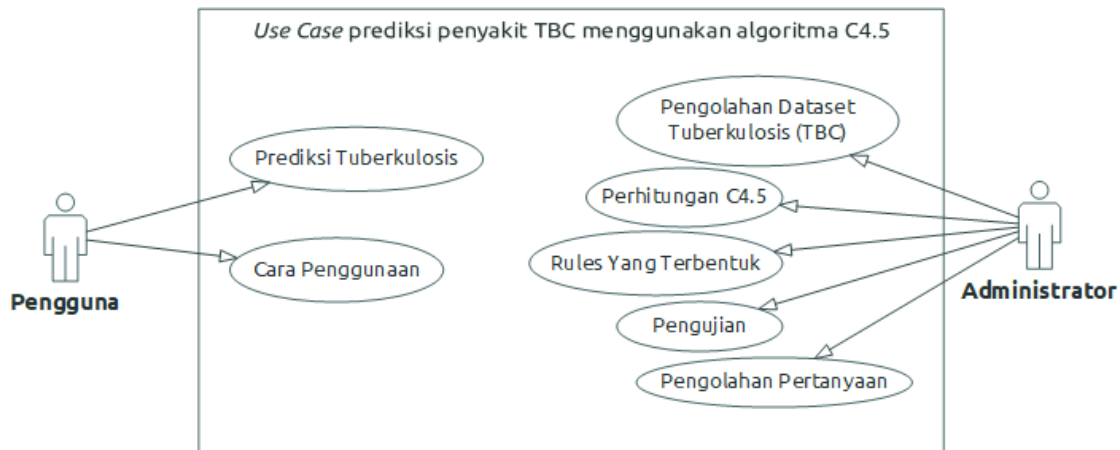 Use Case prediksi penyakit TBC menggunakan algoritma C4.5
Prediksi Tuberkulosis
Cara Penggunaan
Pengguna
Pengolahan Dataset
Tuberkulosis (TBC)
Perhitungan C4.5
Rules Yang Terbentuk
Pengujian
Pengolahan Pertanyaan
Administrator